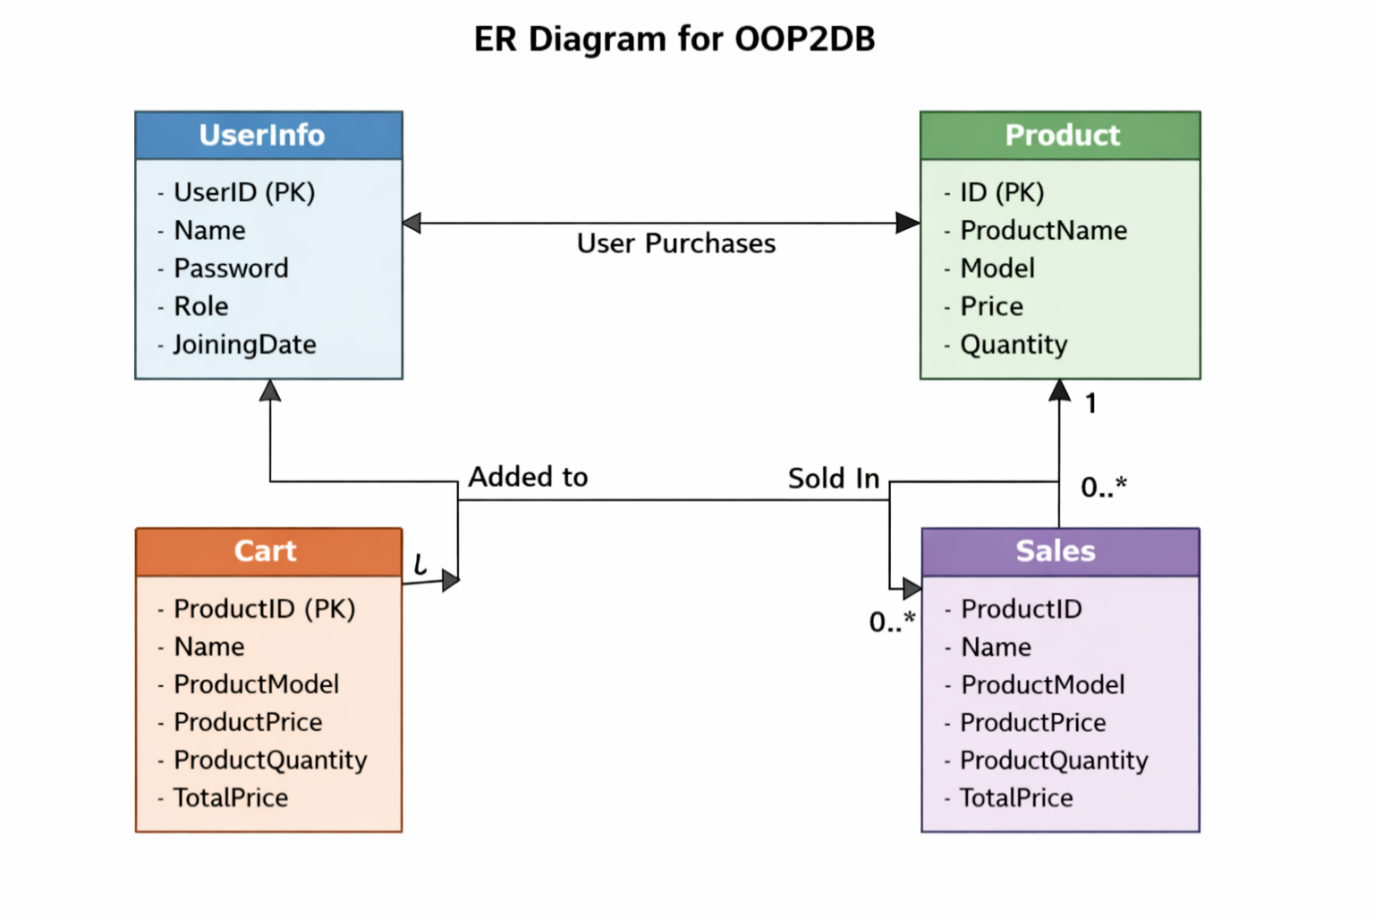 ER Diagram for OOP2DB
UserInfo
- UserID (PK)
- Name
- Password
- Role
- JoiningDate
User Purchases
Product
- ID (PK)
- ProductName
- Model
- Price
- Quantity
1
Added to
Sold In
0..*
0..*
Cart
- ProductID (PK)
- Name
- ProductModel
- ProductPrice
- ProductQuantity
- TotalPrice
Sales
- ProductID
- Name
- ProductModel
- ProductPrice
- ProductQuantity
- TotalPrice